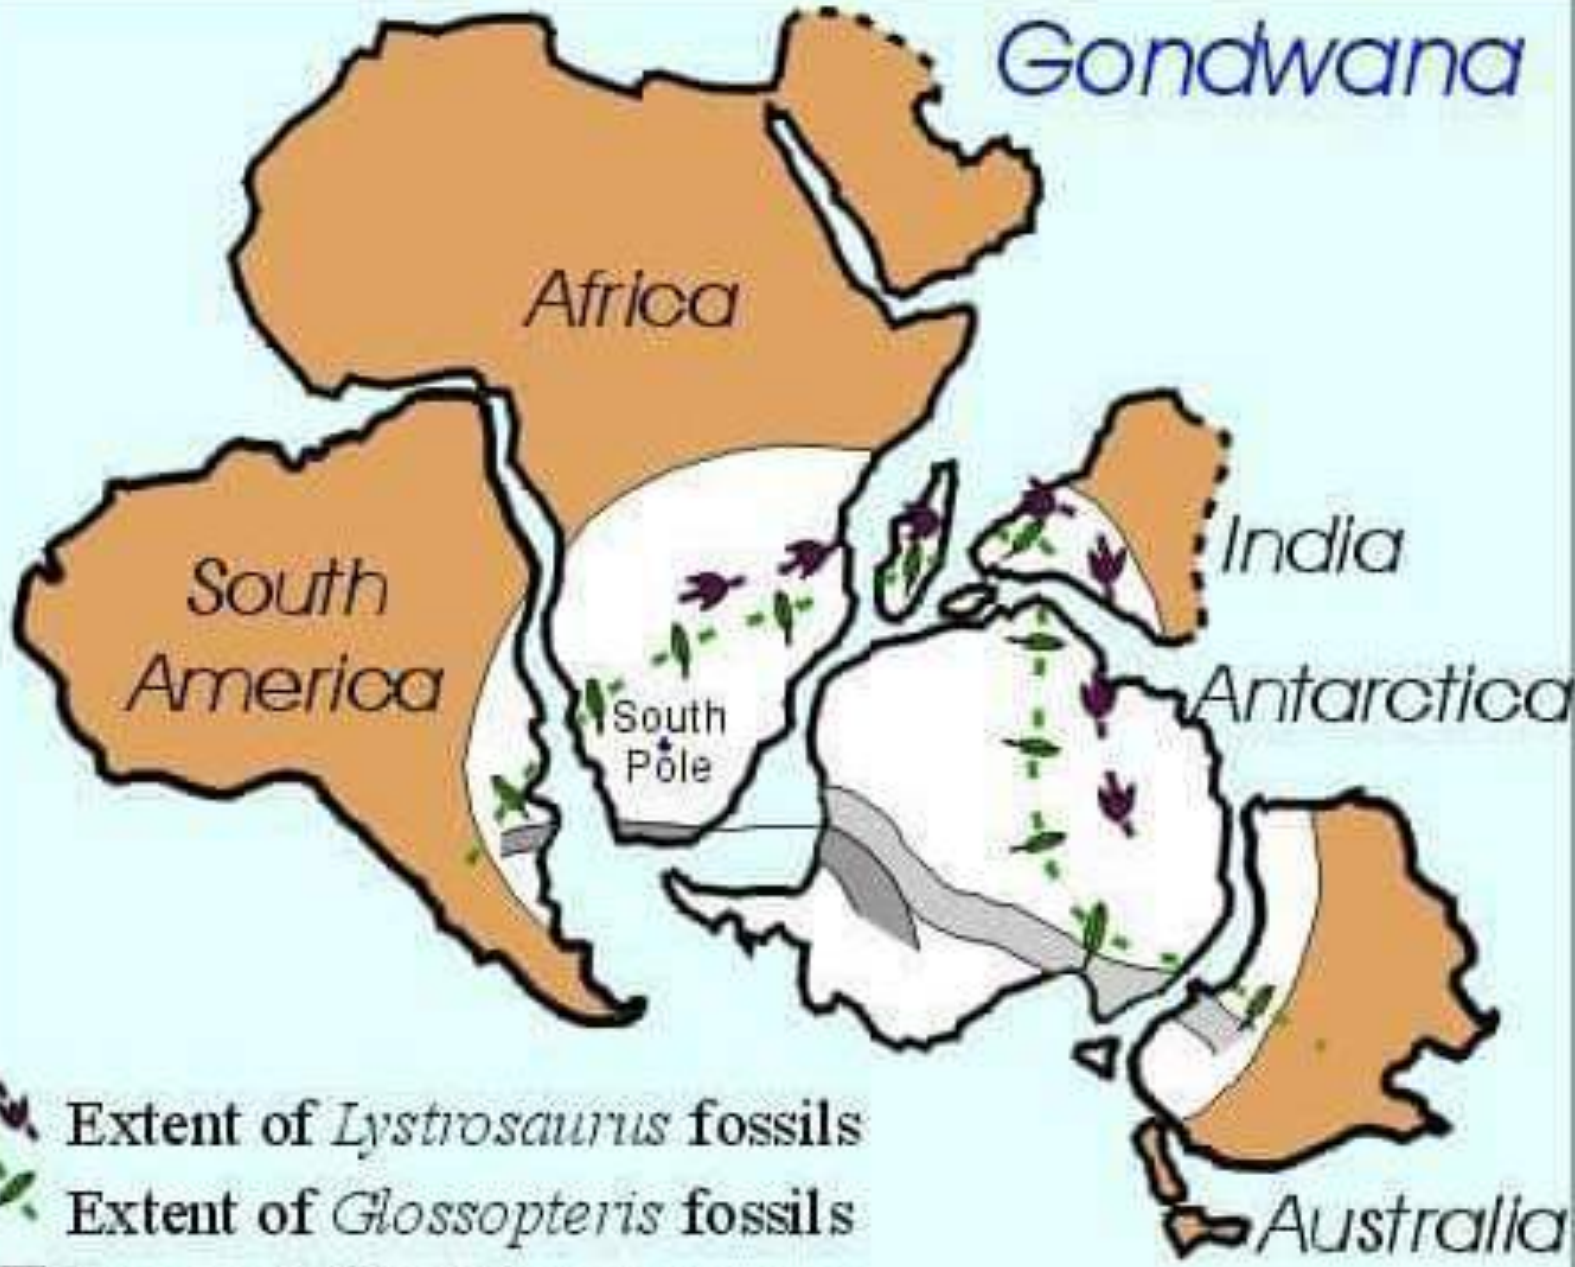 Gondwana
Africa
South
America
India
South
Pole
Antarctica
Extent of Lystrosaurus fossils
Extent of Glossopteris fossils
Australia